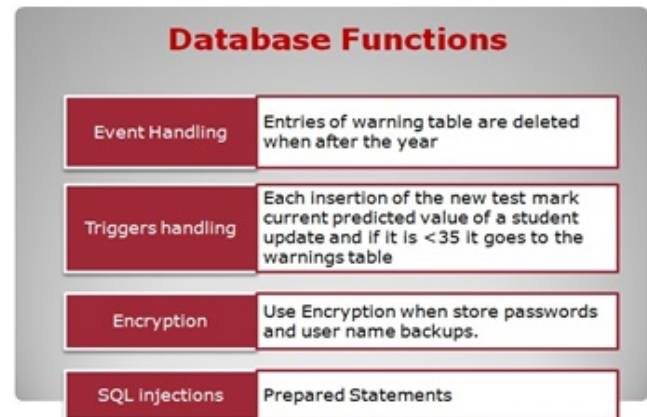 Database Functions
Event Handling
Entries of warning table are deleted
when after the year
Triggers handling
Each insertion of the new test mark
current predicted value of a student
update and if it is <35 it goes to the
warnings table
Encryption
Use Encryption when store passwords
and user name backups.
SQL injections
Prepared Statements